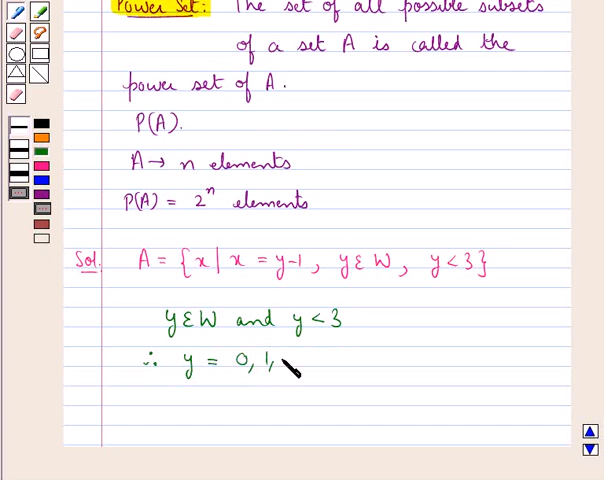 Power Set: The set of all possible subsets
of a set A is called the
power set of A.
P(A).
A → n elements
P(A) = 2ⁿ elements
Sol. A = {x | x = y-1, y ε W, y < 3}
y ε W and y < 3
∴ y = 0, 1,